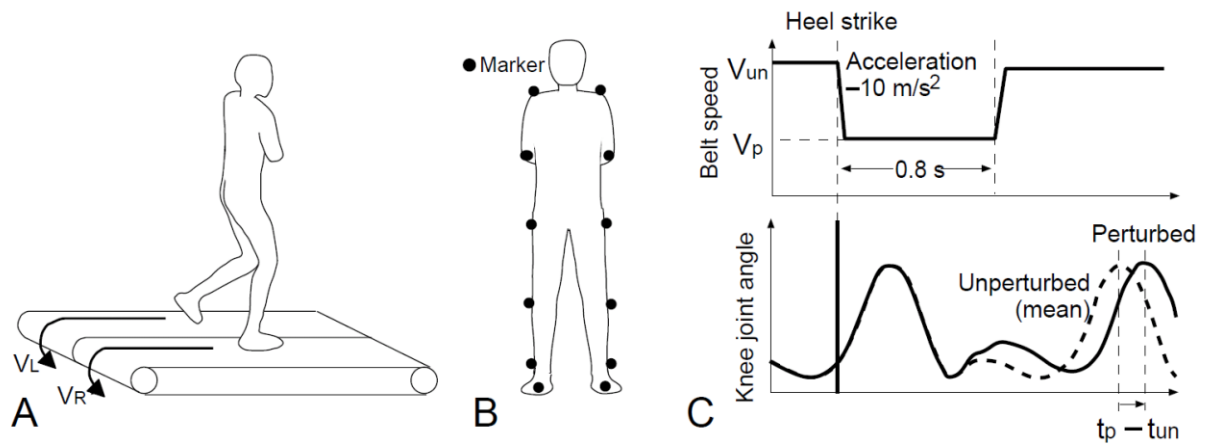 VL
VR
A
Marker
B
Heel strike
Belt speed
Vun
Acceleration
−10 m/s2
Vp
0.8 s
Knee joint angle
Perturbed
Unperturbed
(mean)
tp − tun
C